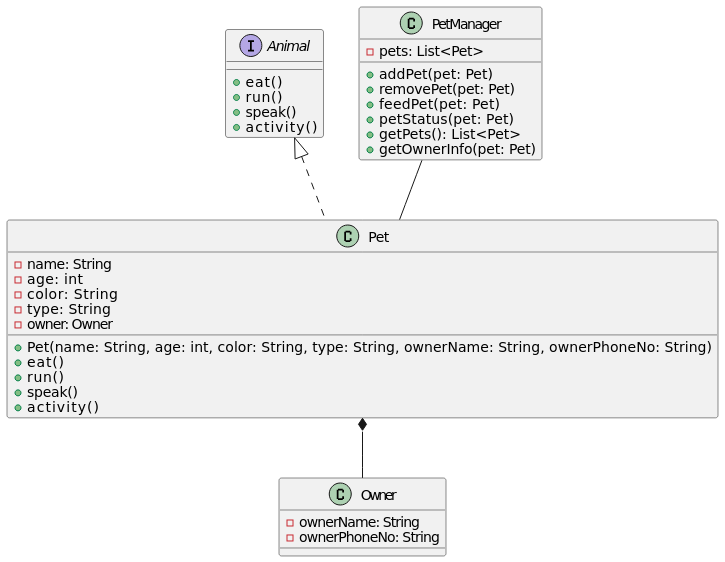 I Animal
eat()
run()
speak()
activity()
C PetManager
pets: List<Pet>
addPet(pet: Pet)
removePet(pet: Pet)
feedPet(pet: Pet)
petStatus(pet: Pet)
getPets(): List<Pet>
getOwnerInfo(pet: Pet)
C Pet
name: String
age: int
color: String
type: String
owner: Owner
Pet(name: String, age: int, color: String, type: String, ownerName: String, ownerPhoneNo: String)
eat()
run()
speak()
activity()
C Owner
ownerName: String
ownerPhoneNo: String